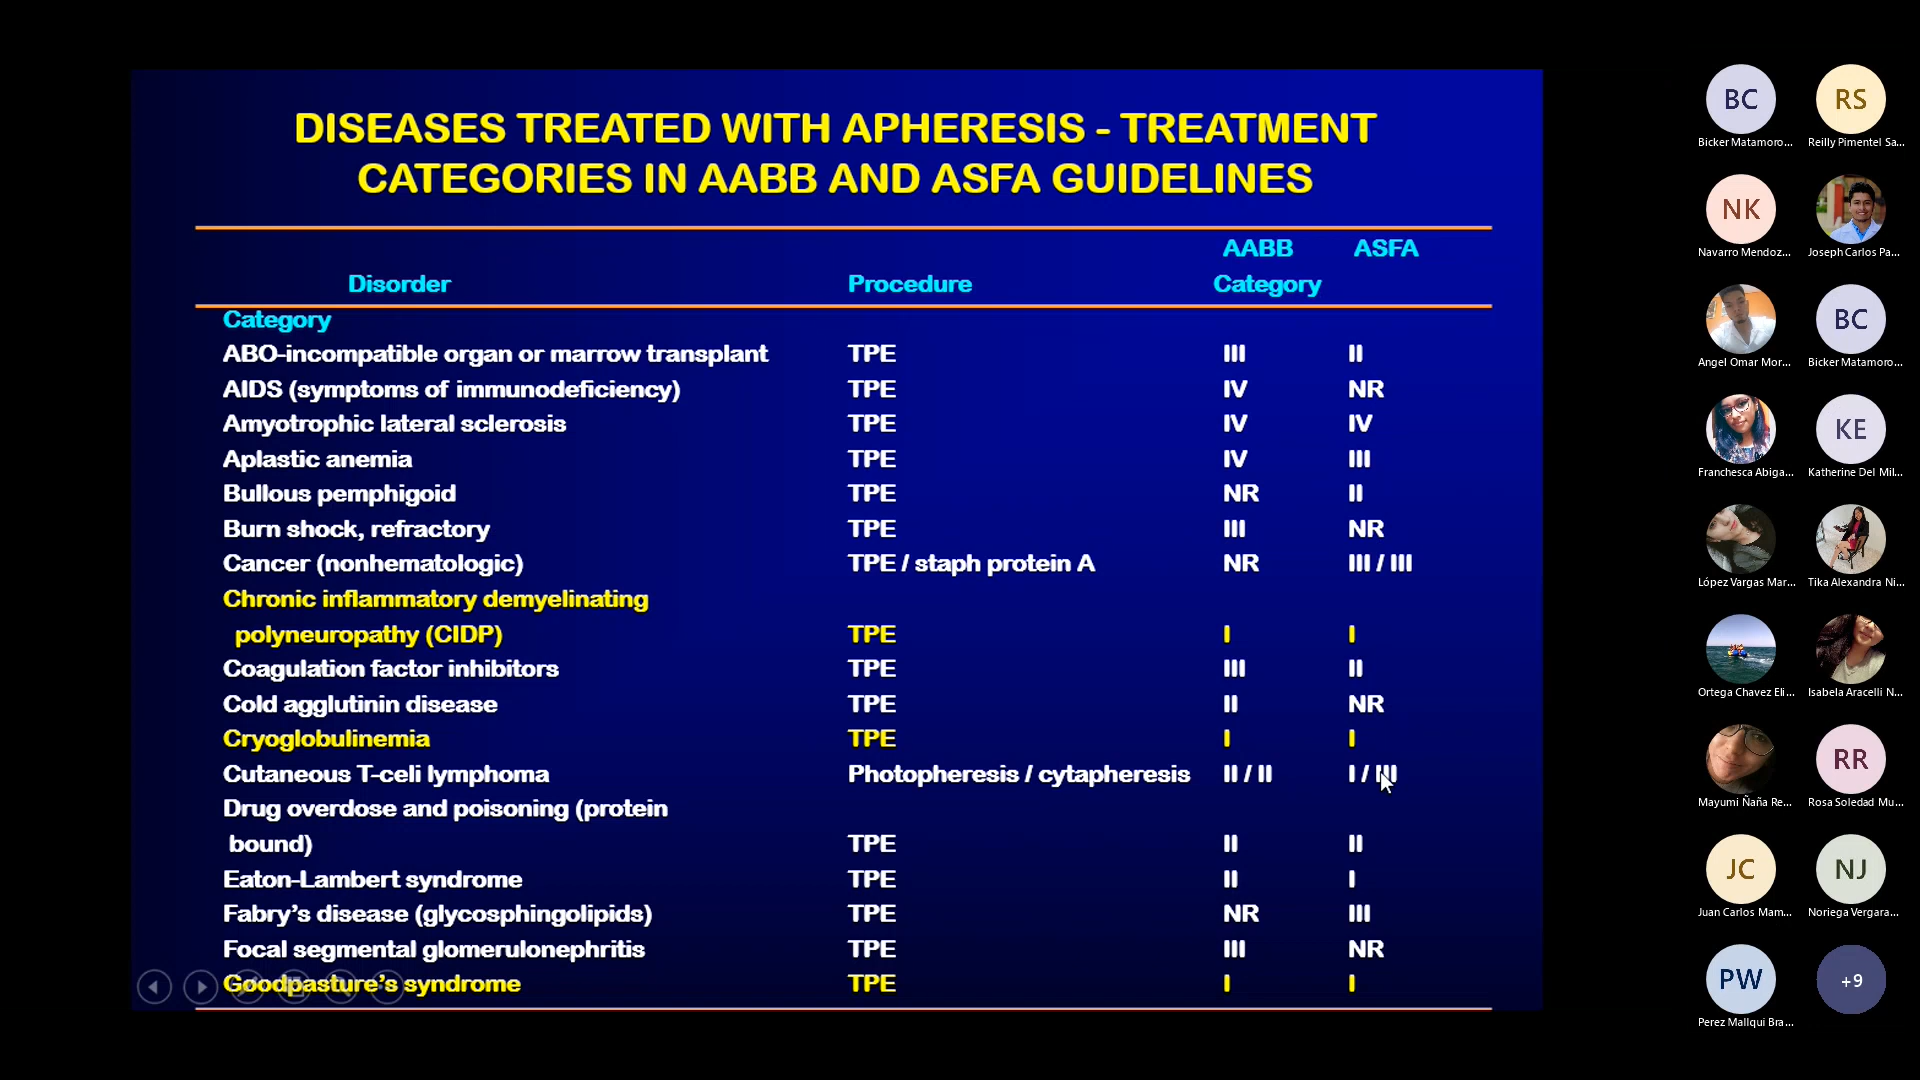 DISEASES TREATED WITH APHERESIS - TREATMENT
CATEGORIES IN AABB AND ASFA GUIDELINES
AABB ASFA
Disorder Procedure Category
Category
ABO-incompatible organ or marrow transplant TPE III II
AIDS (symptoms of immunodeficiency) TPE IV NR
Amyotrophic lateral sclerosis TPE IV IV
Aplastic anemia TPE IV III
Bullous pemphigoid TPE NR II
Burn shock, refractory TPE III NR
Cancer (nonhematologic) TPE / staph protein A NR III / III
Chronic inflammatory demyelinating
polyneuropathy (CIDP) TPE I I
Coagulation factor inhibitors TPE III II
Cold agglutinin disease TPE II NR
Cryoglobulinemia TPE I I
Cutaneous T-celi lymphoma Photopheresis / cytapheresis II / II I / III
Drug overdose and poisoning (protein
bound) TPE II II
Eaton-Lambert syndrome TPE II I
Fabry's disease (glycosphingolipids) TPE NR III
Focal segmental glomerulonephritis TPE III NR
Goodpasture's syndrome TPE I I
BC RS
Bicker Matamoro... Reilly Pimentel Sa...
NK
Navarro Mendoz... Joseph Carlos Pa...
BC
Angel Omar Mor... Bicker Matamoro...
KE
Franchesca Abiga... Katherine Del Mil...
López Vargas Mar... Tika Alexandra Ni...
Ortega Chavez Eli... Isabela Aracelli N...
RR
Mayumi Ñaña Re... Rosa Soledad Mu...
JC NJ
Juan Carlos Mam... Noriega Vergara...
PW +9
Perez Mallqui Bra...